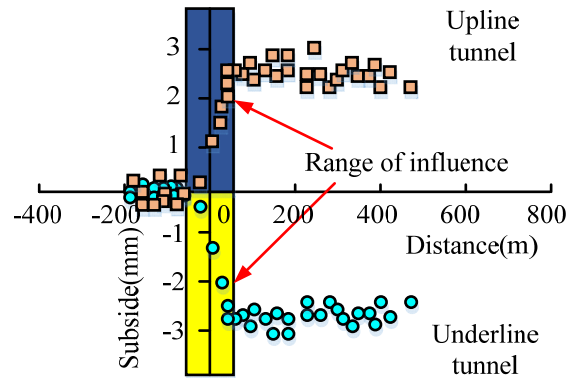 3
Upline
tunnel
2
1
Range of influence
-400 -200 0 200 400 600 800
-1
Distance(m)
Subside(mm)
-2
-3
Underline
tunnel